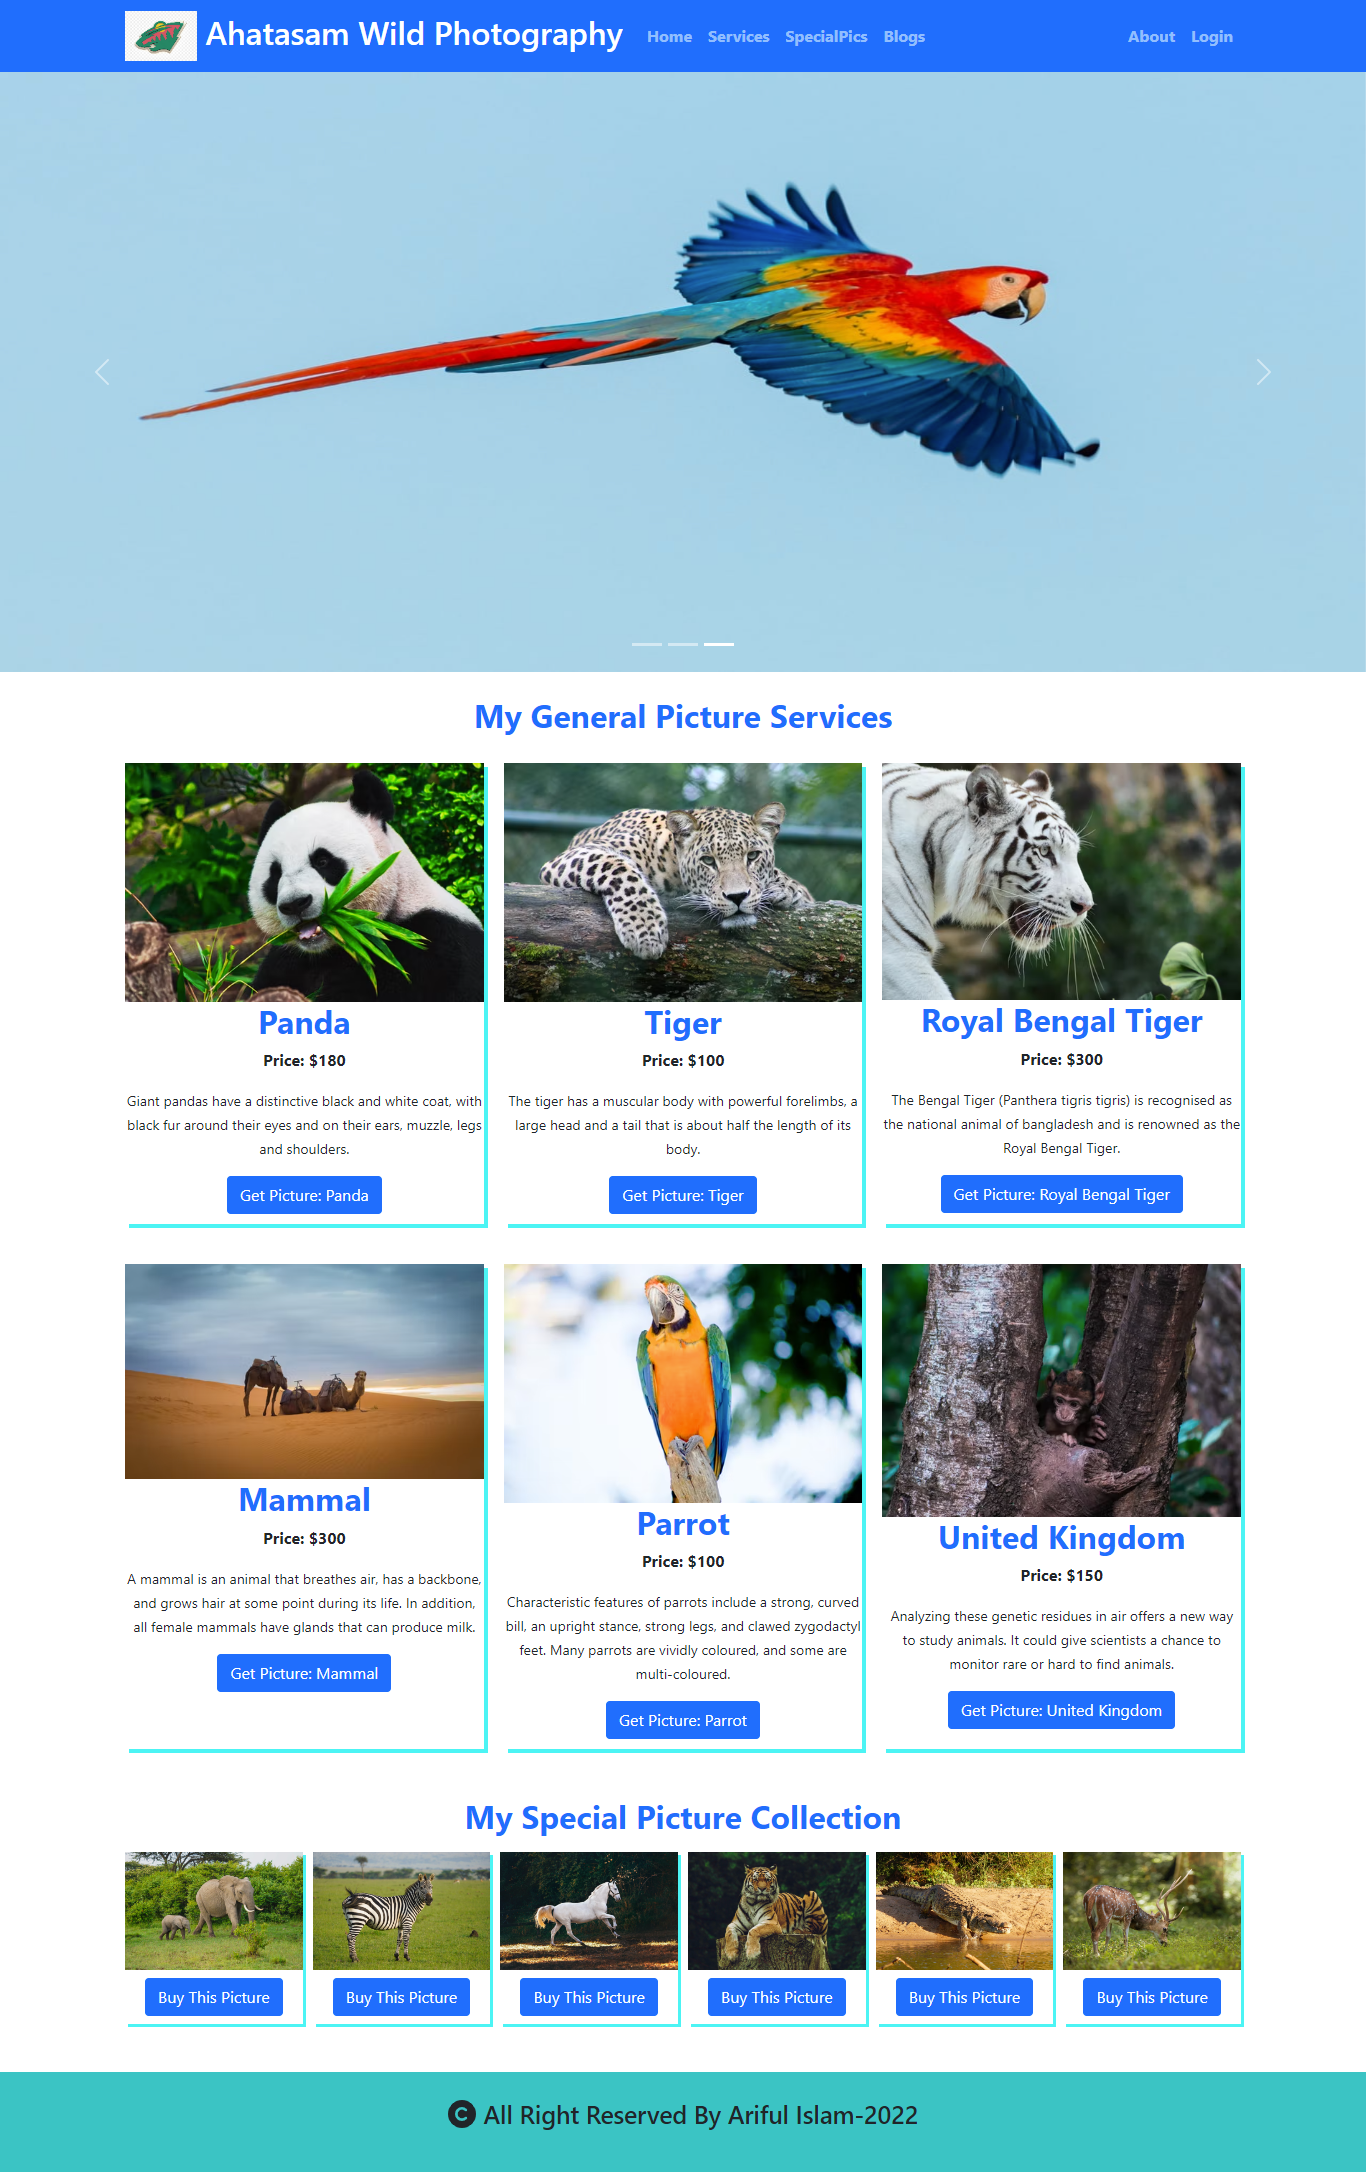 Ahatasam Wild Photography Home Services SpecialPics Blogs About Login
My General Picture Services
Panda
Price: $180
Giant pandas have a distinctive black and white coat, with
black fur around their eyes and on their ears, muzzle, legs
and shoulders.
Get Picture: Panda
Tiger
Price: $100
The tiger has a muscular body with powerful forelimbs, a
large head and a tail that is about half the length of its
body.
Get Picture: Tiger
Royal Bengal Tiger
Price: $300
The Bengal Tiger (Panthera tigris tigris) is recognised as
the national animal of bangladesh and is renowned as the
Royal Bengal Tiger.
Get Picture: Royal Bengal Tiger
Mammal
Price: $300
A mammal is an animal that breathes air, has a backbone,
and grows hair at some point during its life. In addition,
all female mammals have glands that can produce milk.
Get Picture: Mammal
Parrot
Price: $100
Characteristic features of parrots include a strong, curved
bill, an upright stance, strong legs, and clawed zygodactyl
feet. Many parrots are vividly coloured, and some are
multi-coloured.
Get Picture: Parrot
United Kingdom
Price: $150
Analyzing these genetic residues in air offers a new way
to study animals. It could give scientists a chance to
monitor rare or hard to find animals.
Get Picture: United Kingdom
My Special Picture Collection
Buy This Picture
Buy This Picture
Buy This Picture
Buy This Picture
Buy This Picture
Buy This Picture
© All Right Reserved By Ariful Islam-2022